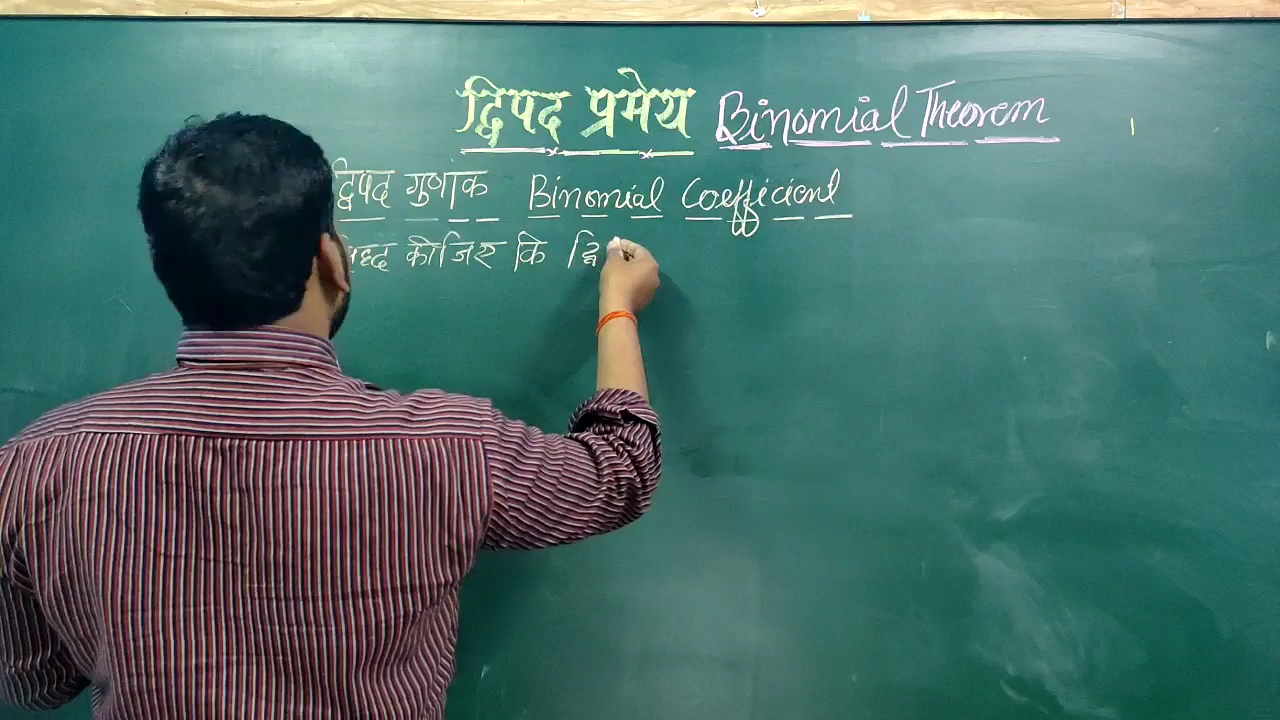 द्विपद प्रमेय Binomial Theorem
द्विपद गुणांक Binomial Coefficient
कीजिए कि द्वि